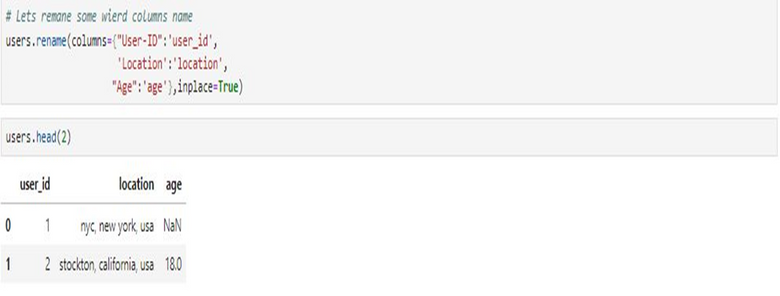 # Lets remane some wierd columns name
users.rename(columns={"User-ID":'user_id',
'Location':'location',
"Age":'age'},inplace=True)
users.head(2)
user_id location age
0 1 nyc, new york, usa NaN
1 2 stockton, california, usa 18.0